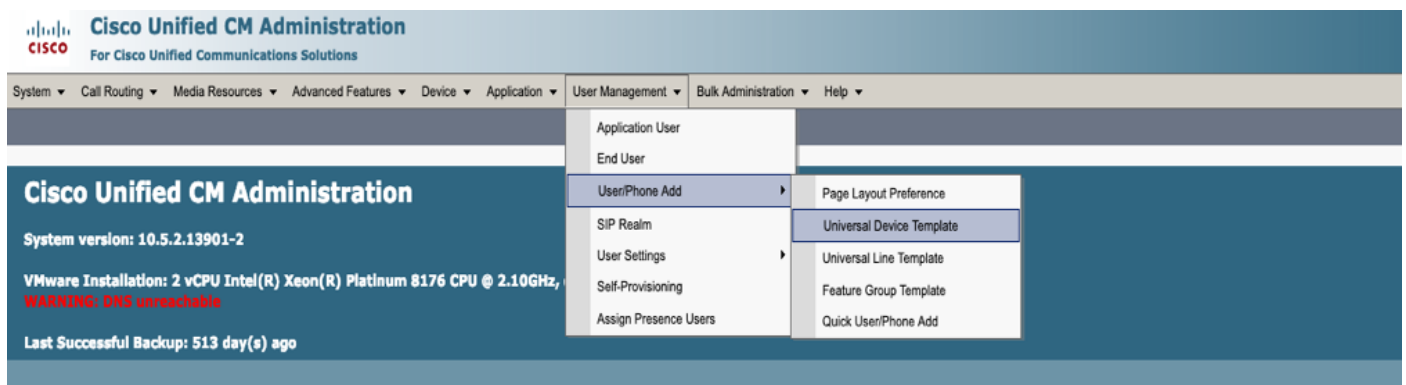 CISCO
Cisco Unified CM Administration
For Cisco Unified Communications Solutions
System Call Routing Media Resources Advanced Features Device Application User Management Bulk Administration Help
Application User
End User
User/Phone Add
SIP Realm
User Settings
Self-Provisioning
Assign Presence Users
Page Layout Preference
Universal Device Template
Universal Line Template
Feature Group Template
Quick User/Phone Add
Cisco Unified CM Administration
System version: 10.5.2.13901-2
VMware Installation: 2 vCPU Intel(R) Xeon(R) Platinum 8176 CPU @ 2.10GHz,
WARNING: DNS unreachable
Last Successful Backup: 513 day(s) ago